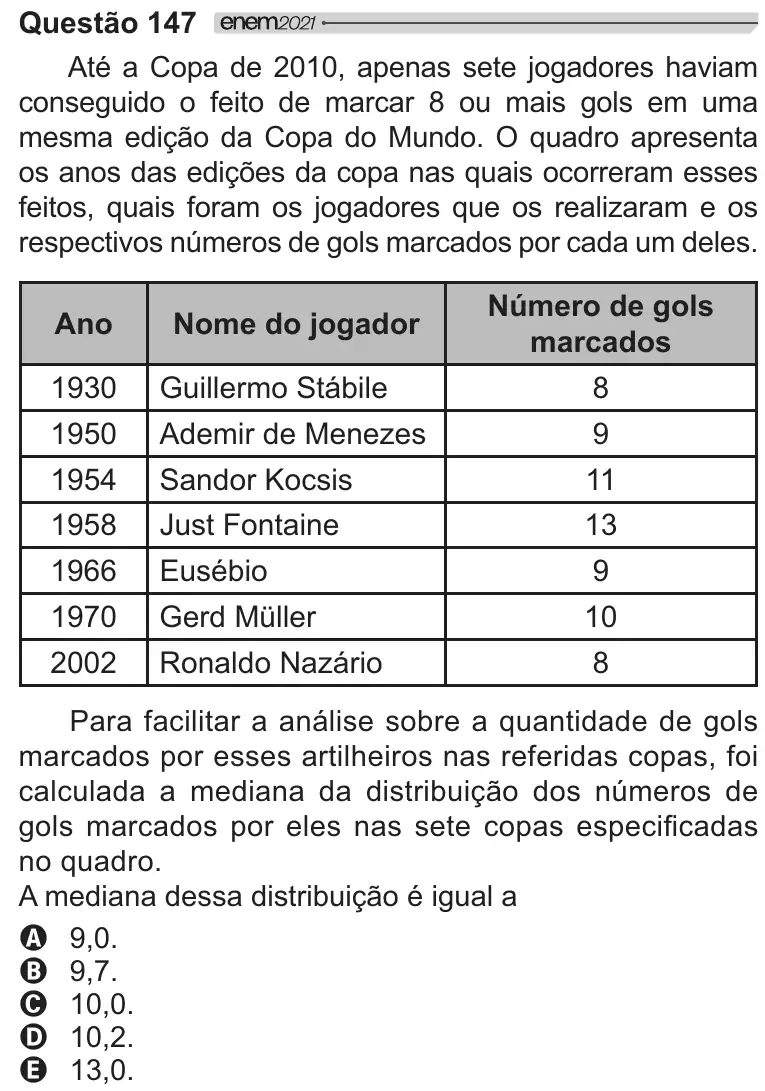 Questão 147 enem2021
Até a Copa de 2010, apenas sete jogadores haviam
conseguido o feito de marcar 8 ou mais gols em uma
mesma edição da Copa do Mundo. O quadro apresenta
os anos das edições da copa nas quais ocorreram esses
feitos, quais foram os jogadores que os realizaram e os
respectivos números de gols marcados por cada um deles.
Ano Nome do jogador Número de gols
marcados
1930 Guillermo Stábile 8
1950 Ademir de Menezes 9
1954 Sandor Kocsis 11
1958 Just Fontaine 13
1966 Eusébio 9
1970 Gerd Müller 10
2002 Ronaldo Nazário 8
Para facilitar a análise sobre a quantidade de gols
marcados por esses artilheiros nas referidas copas, foi
calculada a mediana da distribuição dos números de
gols marcados por eles nas sete copas especificadas
no quadro.
A mediana dessa distribuição é igual a
A 9,0.
B 9,7.
C 10,0.
D 10,2.
E 13,0.